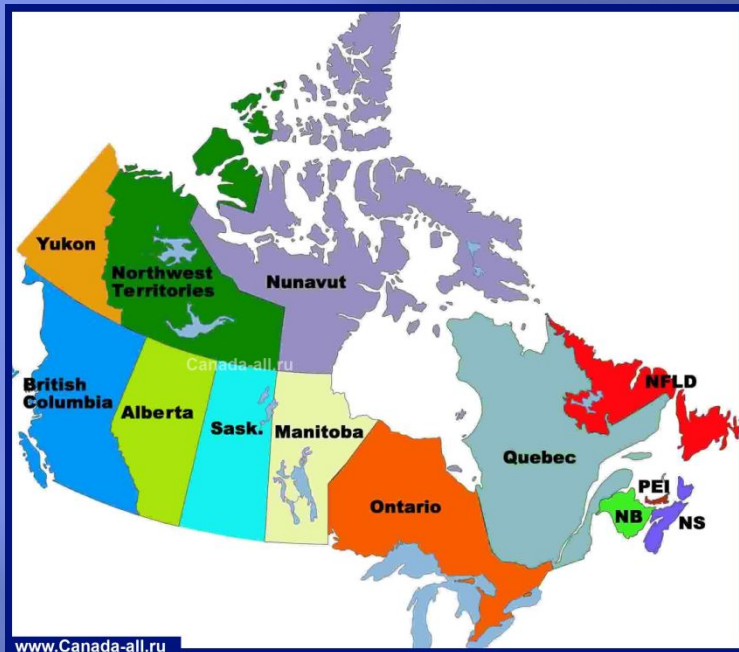 Yukon
Northwest
Territories
Nunavut
Canada-all.ru
British
Columbia
Alberta
Sask.
Manitoba
Ontario
Quebec
NFLD
PEI
NB
NS
www.Canada-all.ru